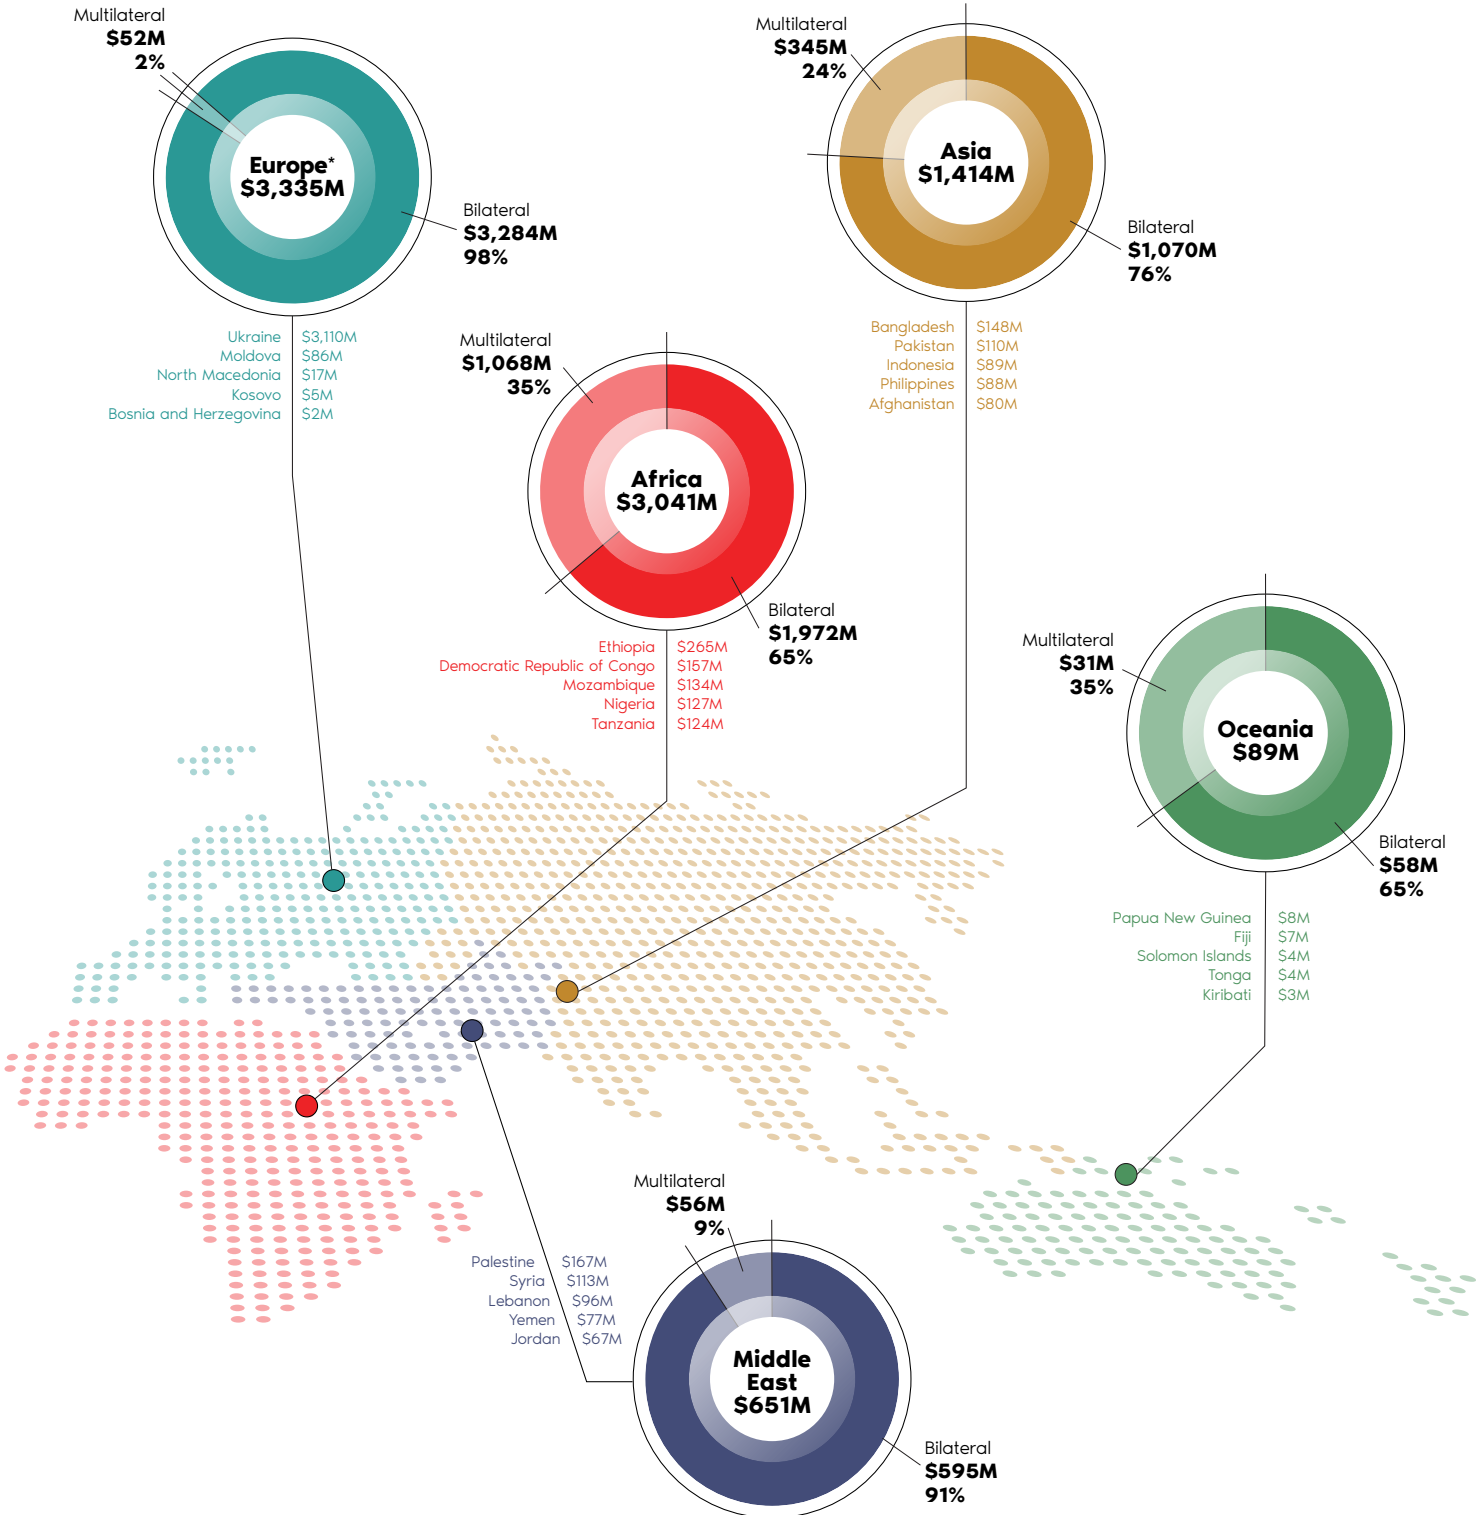 Multilateral
$52M
2%
Europe*
$3,335M
Bilateral
$3,284M
98%
Ukraine $3,110M
Moldova $86M
North Macedonia $17M
Kosovo $5M
Bosnia and Herzegovina $2M
Multilateral
$345M
24%
Asia
$1,414M
Bilateral
$1,070M
76%
Bangladesh $148M
Pakistan $110M
Indonesia $89M
Philippines $88M
Afghanistan $80M
Multilateral
$1,068M
35%
Africa
$3,041M
Bilateral
$1,972M
65%
Ethiopia $265M
Democratic Republic of Congo $157M
Mozambique $134M
Nigeria $127M
Tanzania $124M
Multilateral
$31M
35%
Oceania
$89M
Bilateral
$58M
65%
Papua New Guinea $8M
Fiji $7M
Solomon Islands $4M
Tonga $4M
Kiribati $3M
Multilateral
$56M
9%
Palestine $167M
Syria $113M
Lebanon $96M
Yemen $77M
Jordan $67M
Middle
East
$651M
Bilateral
$595M
91%